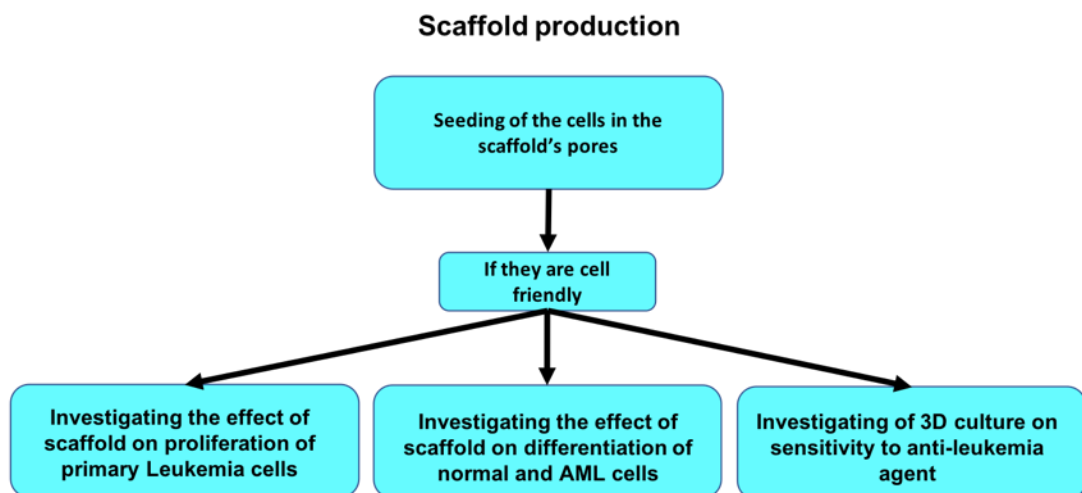 Scaffold production
Seeding of the cells in the
scaffold’s pores
If they are cell
friendly
Investigating the effect of
scaffold on proliferation of
primary Leukemia cells
Investigating the effect of
scaffold on differentiation of
normal and AML cells
Investigating of 3D culture on
sensitivity to anti-leukemia
agent